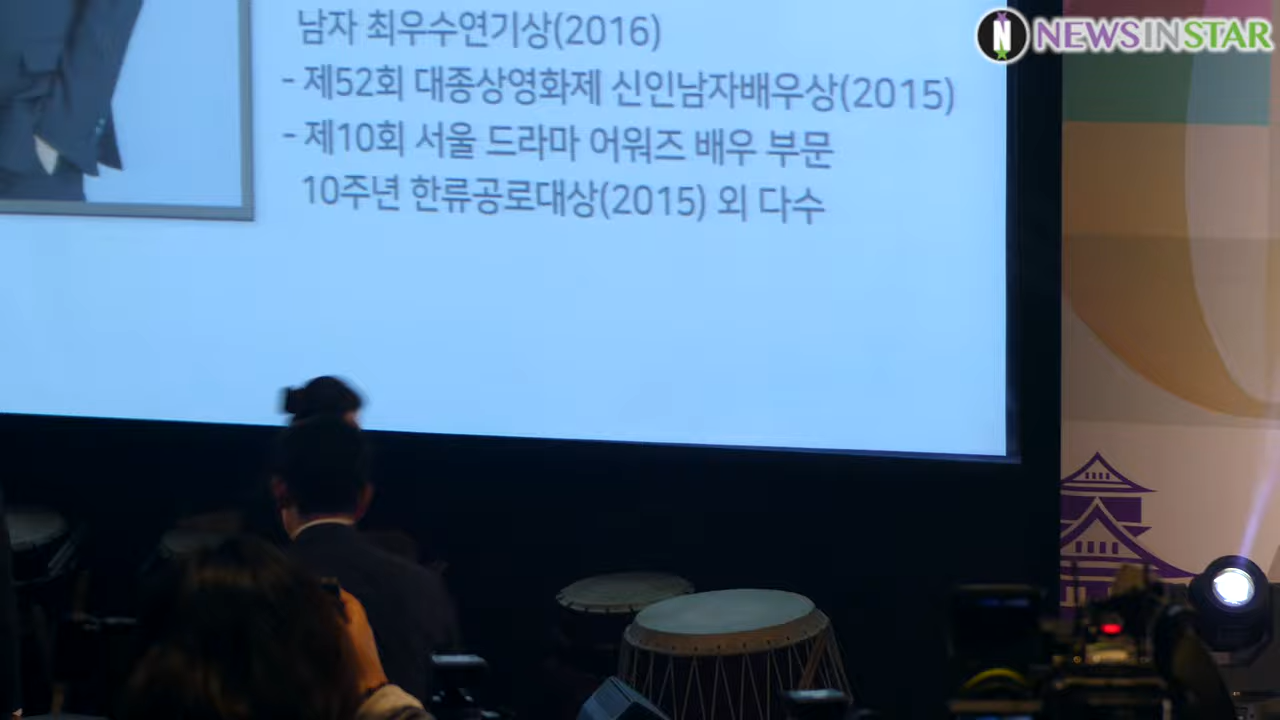 남자 최우수연기상(2016)
- 제52회 대종상영화제 신인남자배우상(2015)
- 제10회 서울 드라마 어워즈 배우 부문
10주년 한류공로대상(2015) 외 다수
N NEWSINSTAR